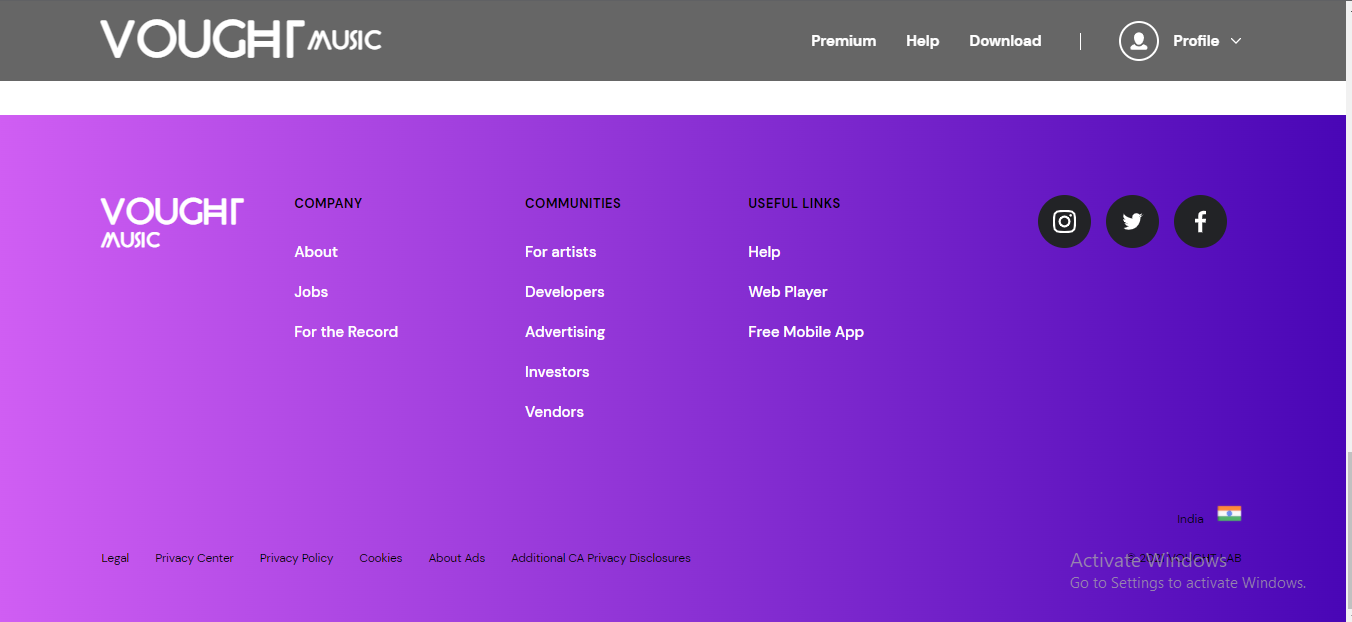 VOUGHT MUSIC
Premium Help Download | Profile
VOUGHT
MUSIC
COMPANY
About
Jobs
For the Record
COMMUNITIES
For artists
Developers
Advertising
Investors
Vendors
USEFUL LINKS
Help
Web Player
Free Mobile App
India
Legal Privacy Center Privacy Policy Cookies About Ads Additional CA Privacy Disclosures
Activate Windows
Go to Settings to activate Windows.